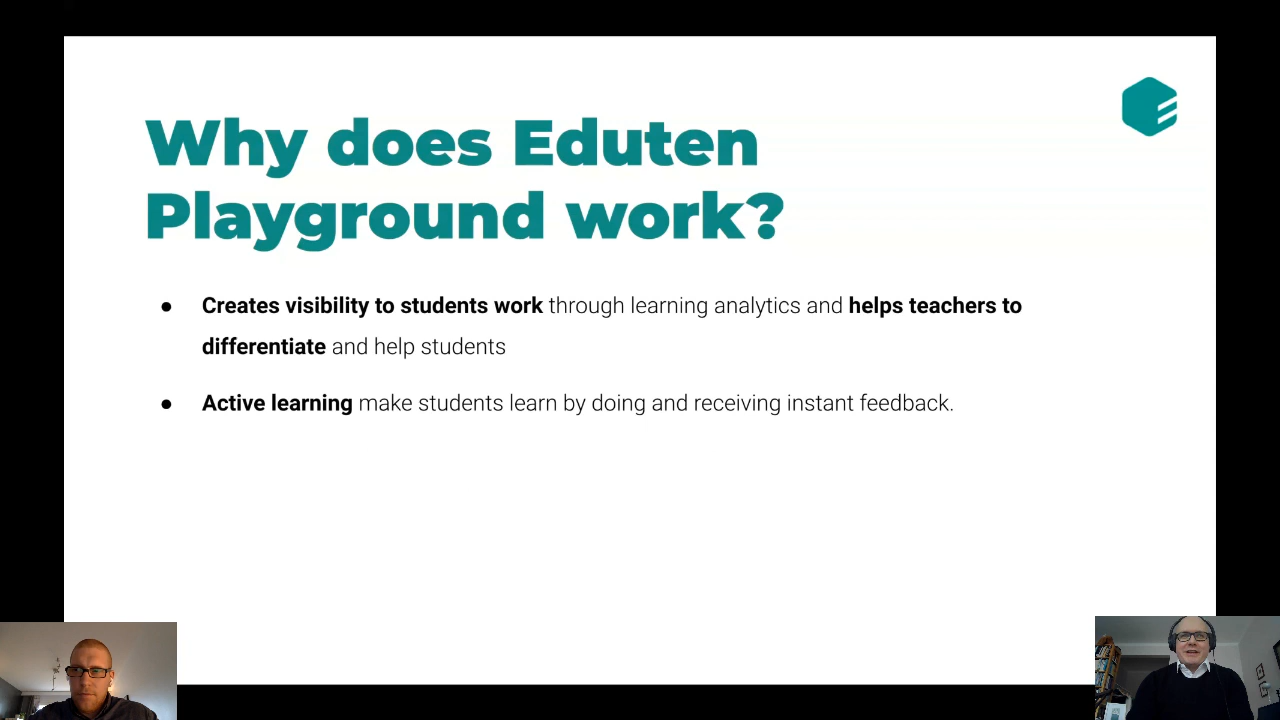 Why does Eduten
Playground work?
● Creates visibility to students work through learning analytics and helps teachers to
differentiate and help students
● Active learning make students learn by doing and receiving instant feedback.